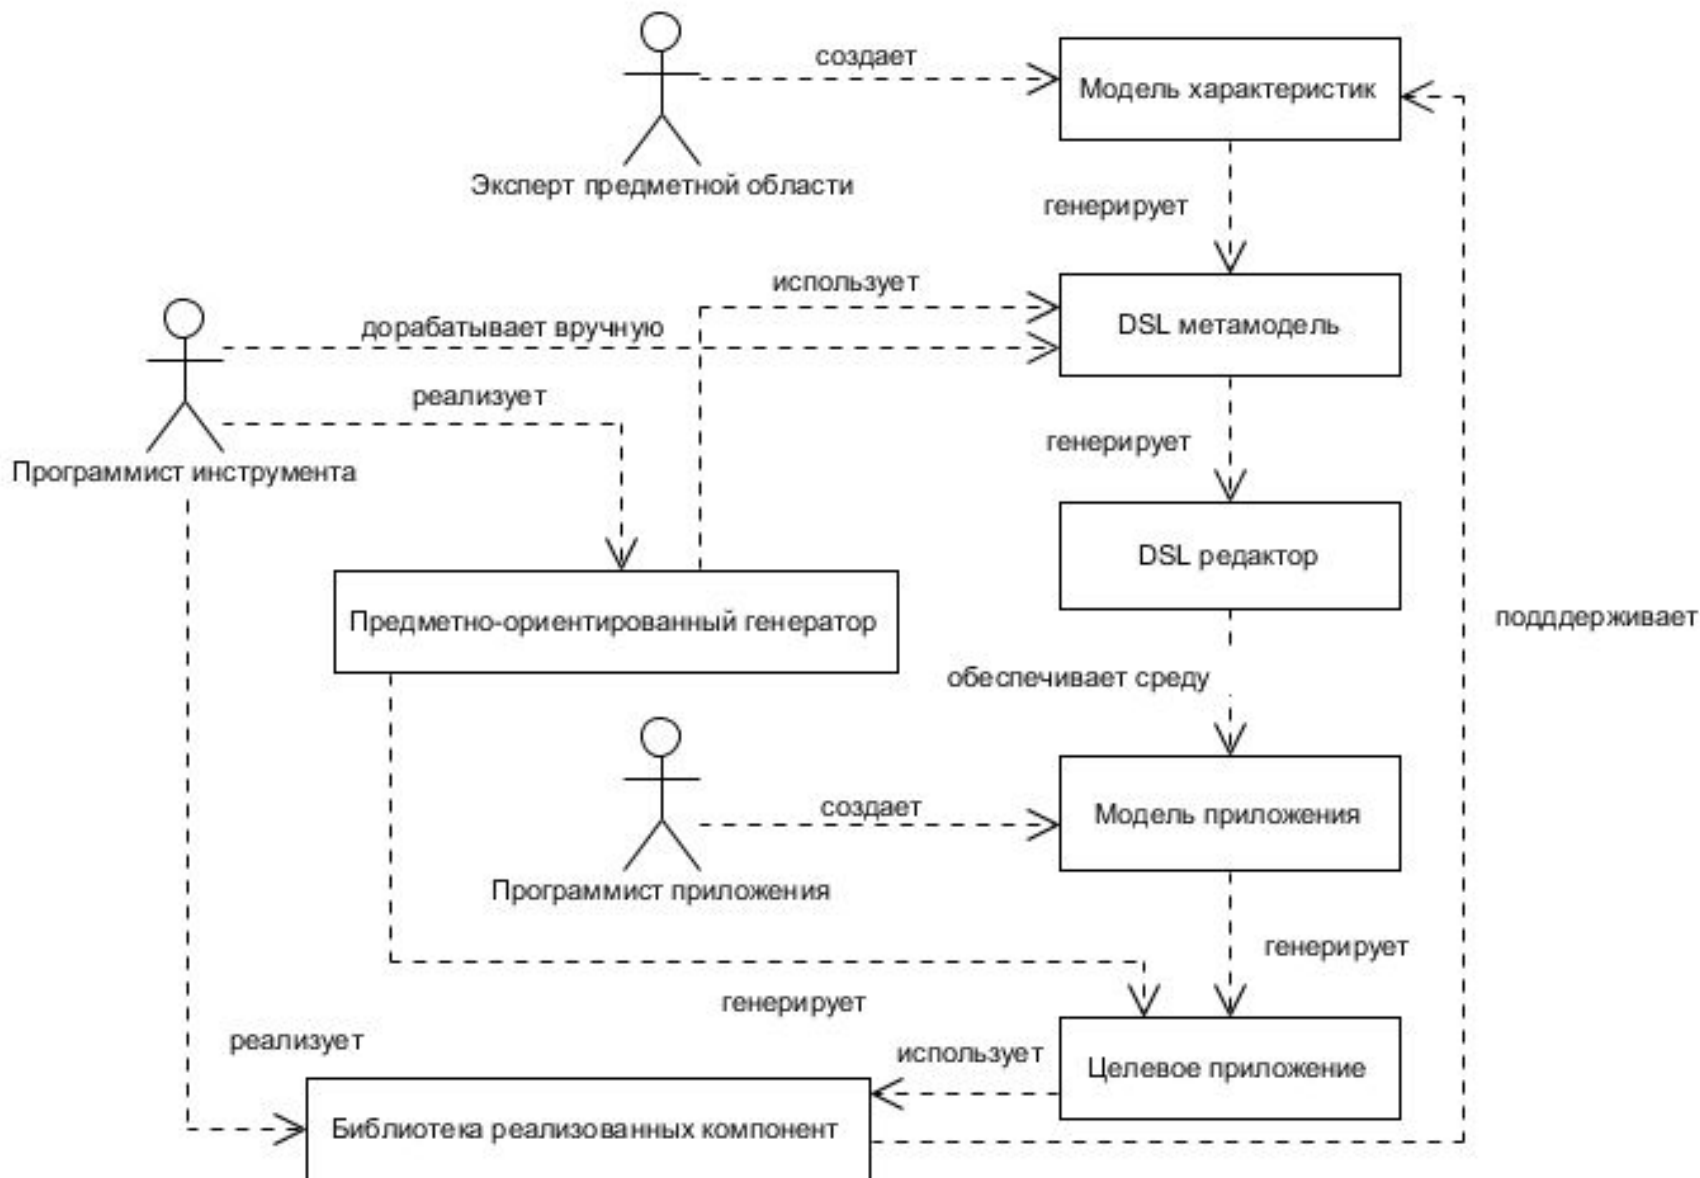 создает
Модель характеристик
Эксперт предметной области
генерирует
использует
дорабатывает вручную
DSL метамодель
реализует
генерирует
Программист инструмента
DSL редактор
Предметно-ориентированный генератор
подддерживает
обеспечивает среду
создает
Модель приложения
Программист приложения
генерирует
генерирует
реализует
использует
Целевое приложение
Библиотека реализованных компонент